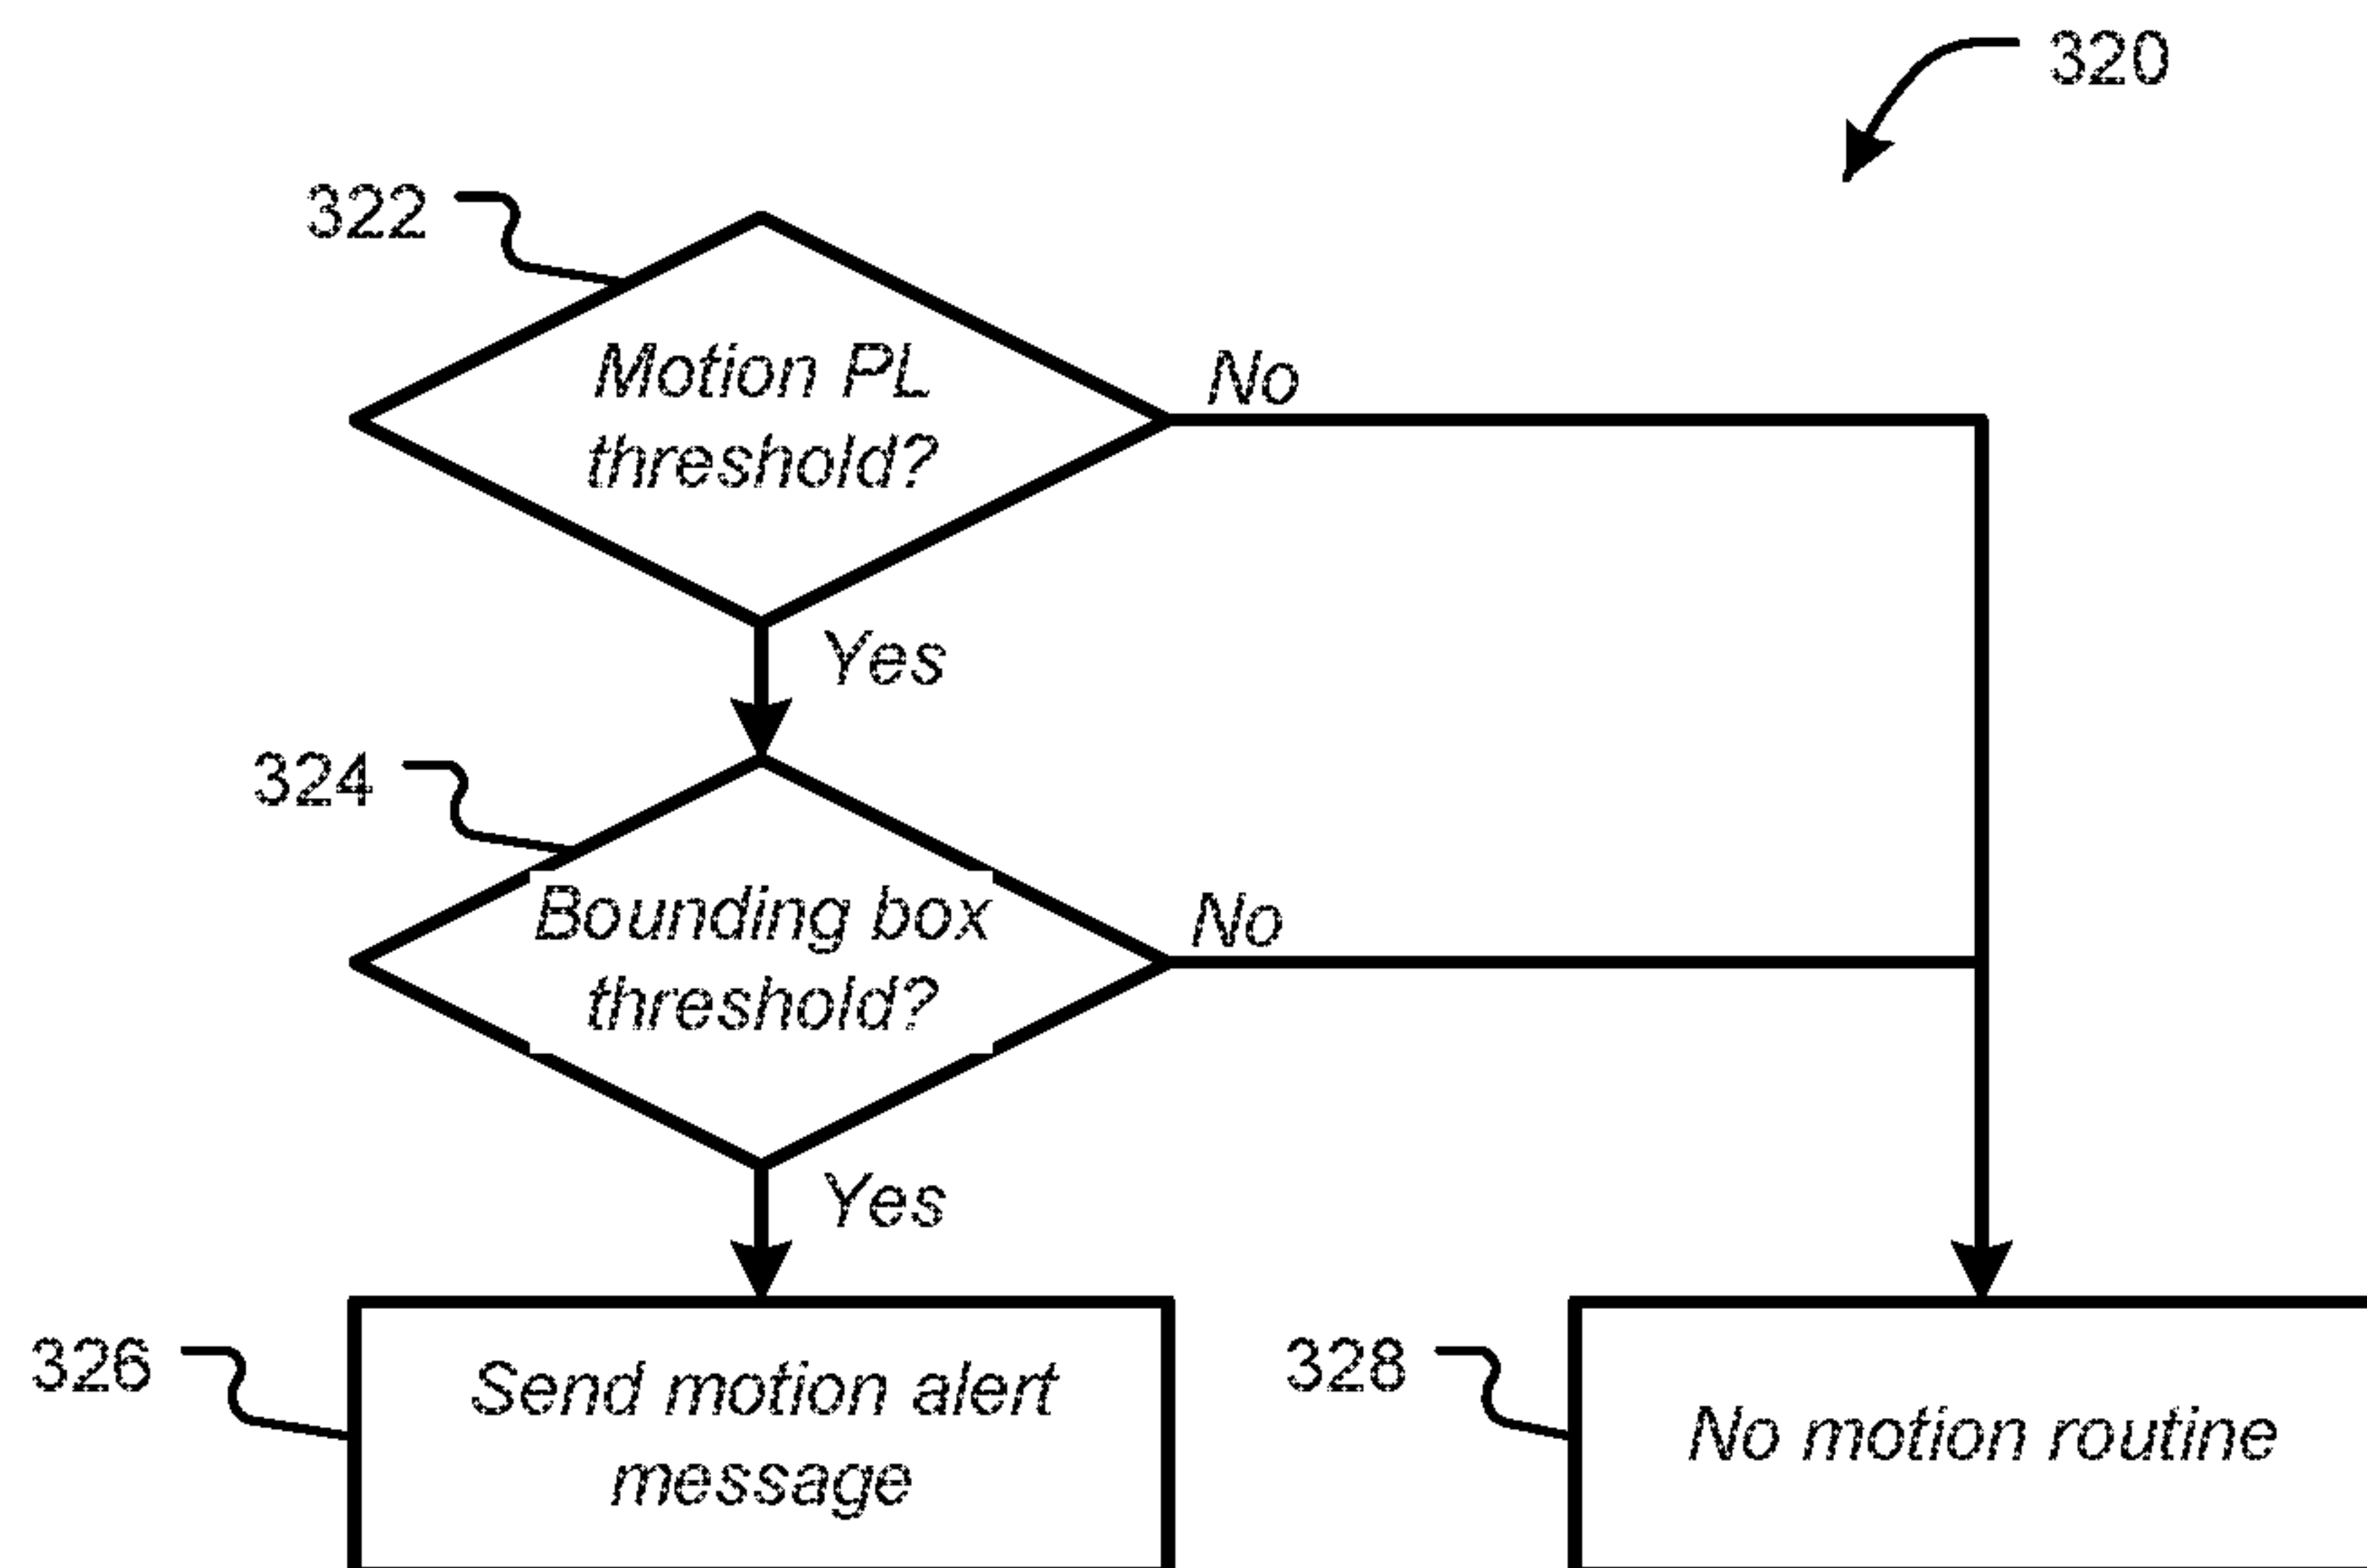 320
322
Motion PL
threshold?
No
Yes
324
Bounding box
threshold?
No
Yes
326
Send motion alert
message
328
No motion routine